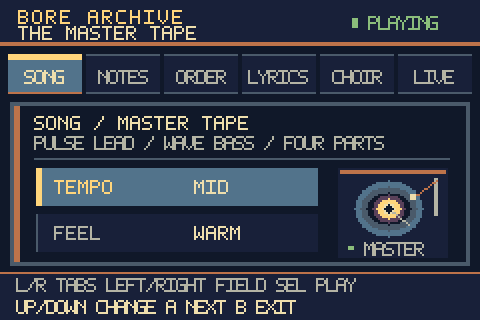 BORE ARCHIVE
THE MASTER TAPE
PLAYING
SONG NOTES ORDER LYRICS CHOIR LIVE
SONG / MASTER TAPE
PULSE LEAD / WAVE BASS / FOUR PARTS
TEMPO MID
FEEL WARM
MASTER
L/R TABS LEFT/RIGHT FIELD SEL PLAY
UP/DOWN CHANGE A NEXT B EXIT